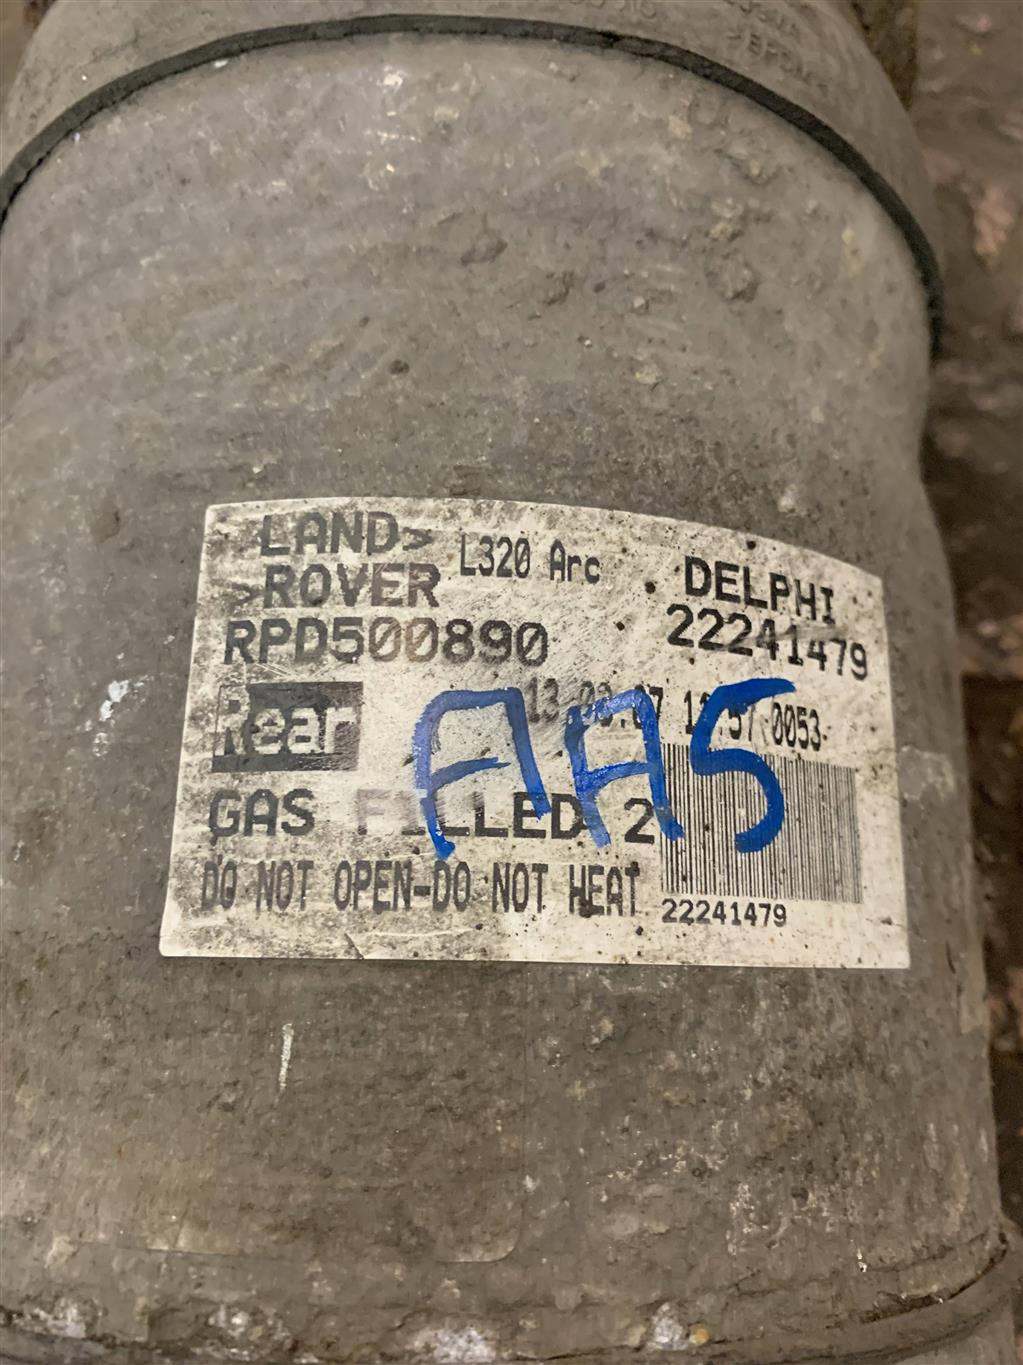 LAND>
>ROVER
L320 Arc
DELPHI
22241479
RPD500890
Rear
0053
AA5
GAS FILLED 2
DO NOT OPEN-DO NOT HEAT
22241479